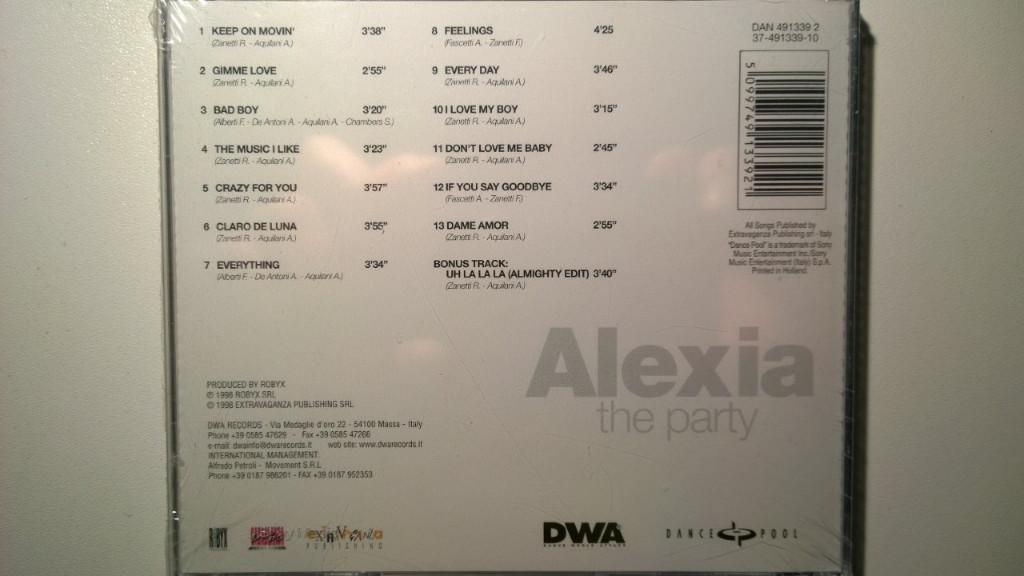 1 KEEP ON MOVIN' 3'38"
(Zanetti R. - Aquilani A.)
2 GIMME LOVE 2'55"
(Zanetti R. - Aquilani A.)
3 BAD BOY 3'20"
(Alberti F. - De Antoni A. - Aquilani A. - Chambers S.)
4 THE MUSIC I LIKE 3'23"
(Zanetti R. - Aquilani A.)
5 CRAZY FOR YOU 3'57"
(Zanetti R. - Aquilani A.)
6 CLARO DE LUNA 3'55"
(Zanetti R. - Aquilani A.)
7 EVERYTHING 3'34"
(Alberti F. - De Antoni A. - Aquilani A.)
8 FEELINGS 4'25
(Fascetti A. - Zanetti F.)
9 EVERY DAY 3'46"
(Zanetti R. - Aquilani A.)
10 I LOVE MY BOY 3'15"
(Zanetti R. - Aquilani A.)
11 DON'T LOVE ME BABY 2'45"
(Zanetti R. - Aquilani A.)
12 IF YOU SAY GOODBYE 3'34"
(Fascetti A. - Zanetti F.)
13 DAME AMOR 2'55"
(Zanetti R. - Aquilani A.)
BONUS TRACK:
UH LA LA LA (ALMIGHTY EDIT) 3'40"
(Zanetti R. - Aquilani A.)
DAN 491339 2
37-491339-10
5 099749 133921
All Songs Published by
Extravaganza Publishing srl - Italy
"Dance Pool" is a trademark of Sony
Music Entertainment Inc./Sony
Music Entertainment (Italy) S.p.A.
Printed in Holland.
Alexia
the party
PRODUCED BY ROBYX
℗ 1998 ROBYX SRL
© 1998 EXTRAVAGANZA PUBLISHING SRL
DWA RECORDS - Via Medaglie d'oro 22 - 54100 Massa - Italy
Phone +39 0585 47629 - Fax +39 0585 47266
e-mail: dwainfo@dwarecords.it web site: www.dwarecords.it
INTERNATIONAL MANAGEMENT:
Alfredo Petroli - Movement S.R.L
Phone +39 0187 986201 - FAX +39 0187 952353
ROBYX
extravaganza
PUBLISHING
DWA
DANCE POOL